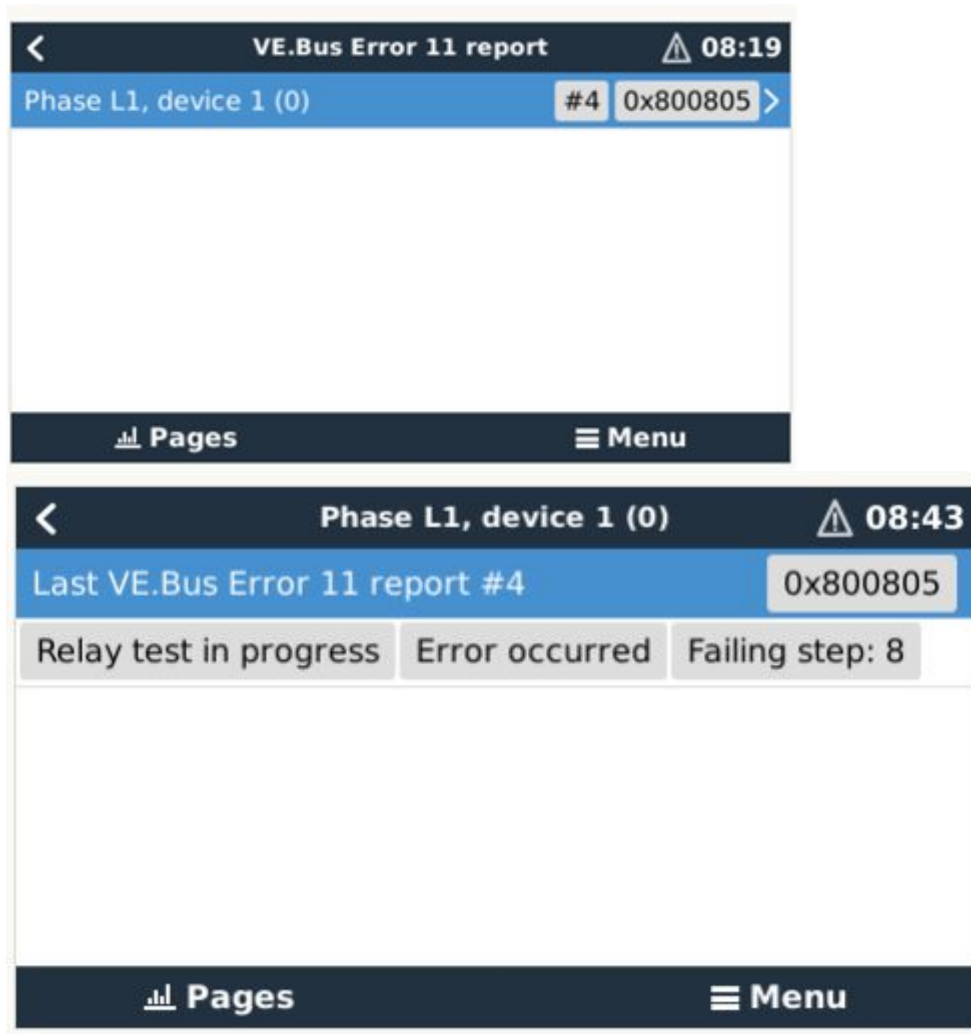 VE.Bus Error 11 report 08:19
Phase L1, device 1 (0) #4 0x800805
Pages Menu
Phase L1, device 1 (0) 08:43
Last VE.Bus Error 11 report #4 0x800805
Relay test in progress Error occurred Failing step: 8
Pages Menu